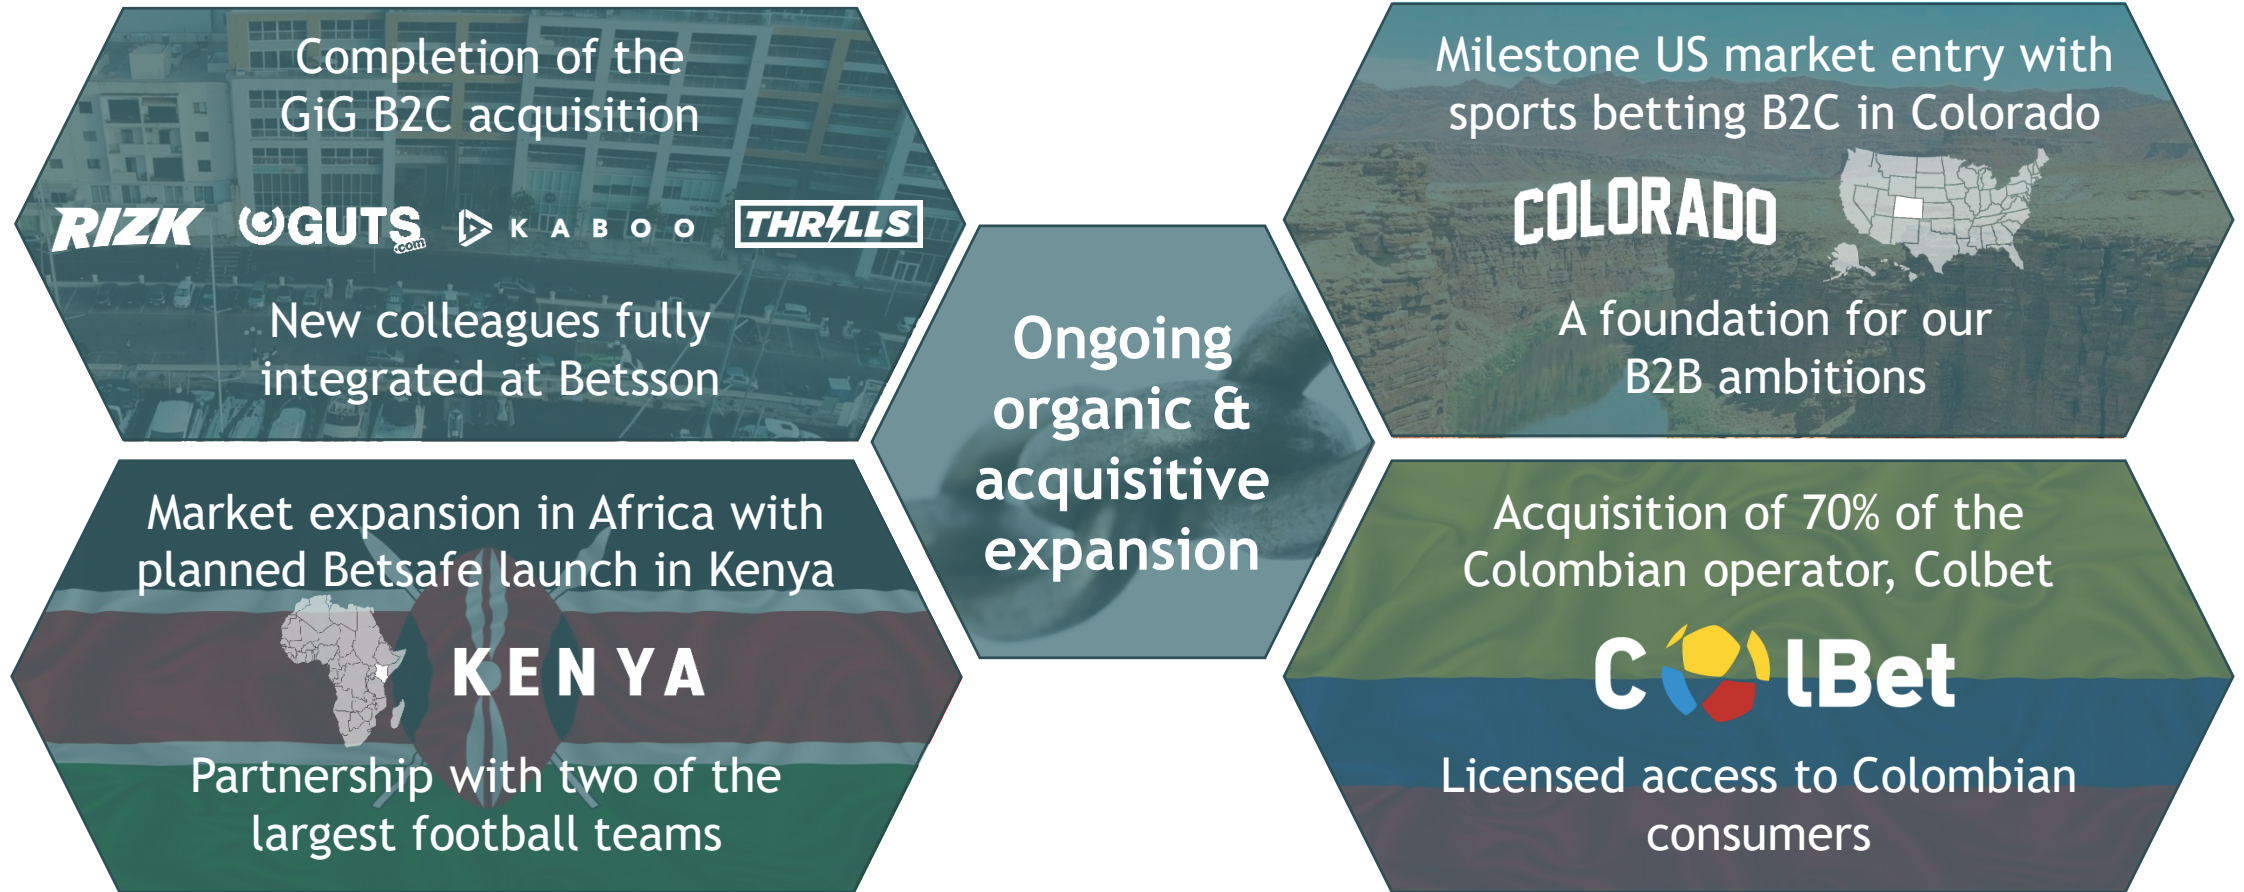 Completion of the
GiG B2C acquisition
RIZK
GUTS
.com
KABOO
THRILLS
New colleagues fully
integrated at Betsson
Milestone US market entry with
sports betting B2C in Colorado
COLORADO
A foundation for our
B2B ambitions
Ongoing
organic &
acquisitive
expansion
Market expansion in Africa with
planned Betsafe launch in Kenya
KENYA
Partnership with two of the
largest football teams
Acquisition of 70% of the
Colombian operator, Colbet
ColBet
Licensed access to Colombian
consumers